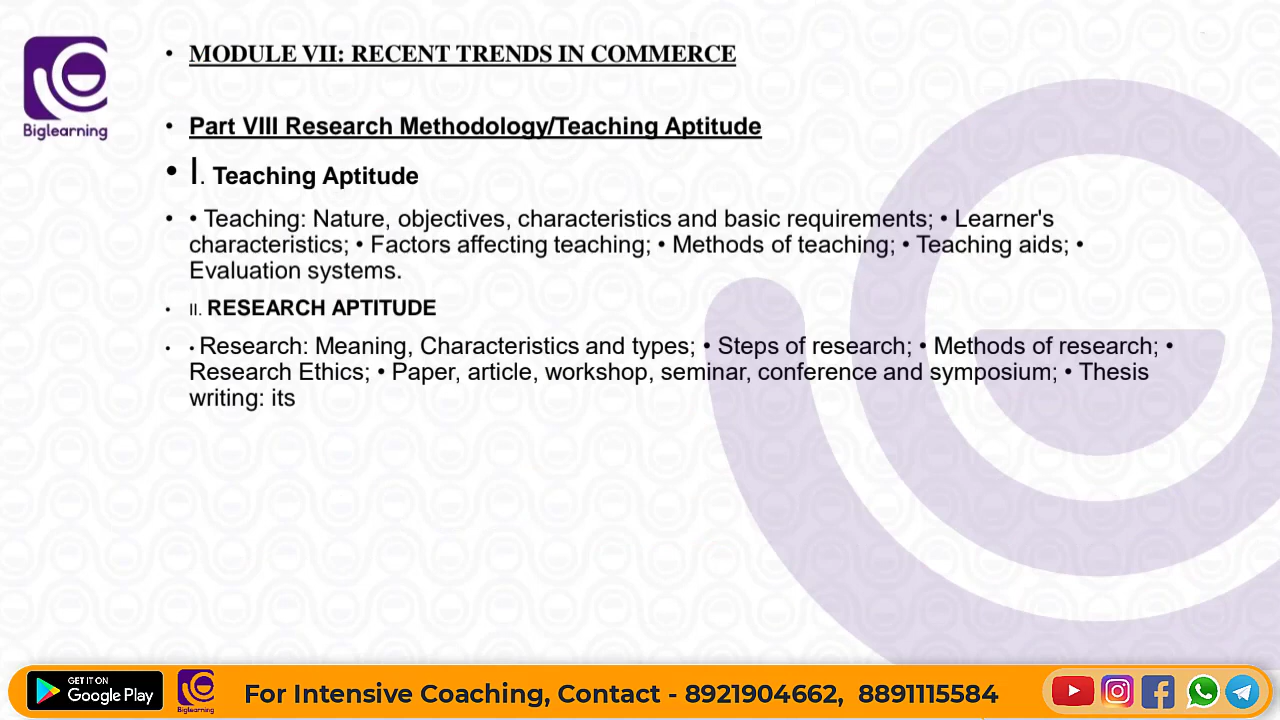 Biglearning
• MODULE VII: RECENT TRENDS IN COMMERCE
• Part VIII Research Methodology/Teaching Aptitude
• I. Teaching Aptitude
• • Teaching: Nature, objectives, characteristics and basic requirements; • Learner's
characteristics; • Factors affecting teaching; • Methods of teaching; • Teaching aids; •
Evaluation systems.
• II. RESEARCH APTITUDE
• • Research: Meaning, Characteristics and types; • Steps of research; • Methods of research; •
Research Ethics; • Paper, article, workshop, seminar, conference and symposium; • Thesis
writing: its
GET IT ON
Google Play
Biglearning
For Intensive Coaching, Contact - 8921904662, 8891115584